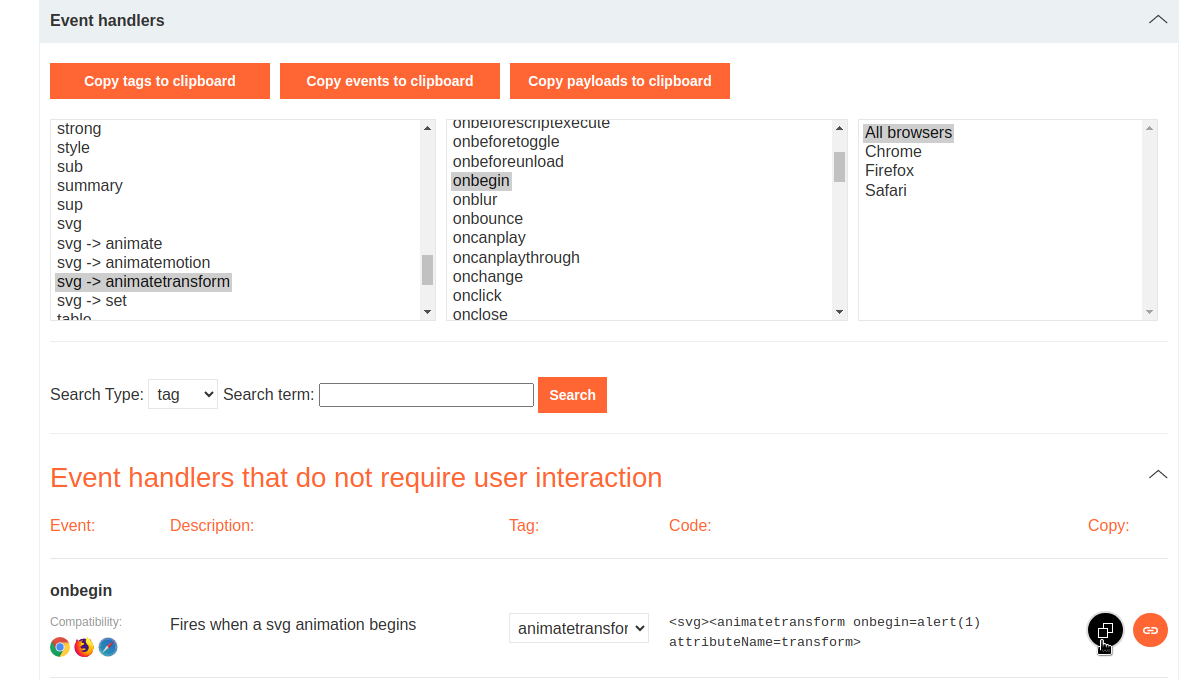 Event handlers
Copy tags to clipboard
Copy events to clipboard
Copy payloads to clipboard
strong
style
sub
summary
sup
svg
svg -> animate
svg -> animatemotion
svg -> animatetransform
svg -> set
table
onbeforescriptexecute
onbeforetoggle
onbeforeunload
onbegin
onblur
onbounce
oncanplay
oncanplaythrough
onchange
onclick
onclose
All browsers
Chrome
Firefox
Safari
Search Type: tag Search term: Search
Event handlers that do not require user interaction
Event: Description: Tag: Code: Copy:
onbegin
Compatibility:
Fires when a svg animation begins
animatetransfor
<svg><animatetransform onbegin=alert(1)
attributeName=transform>